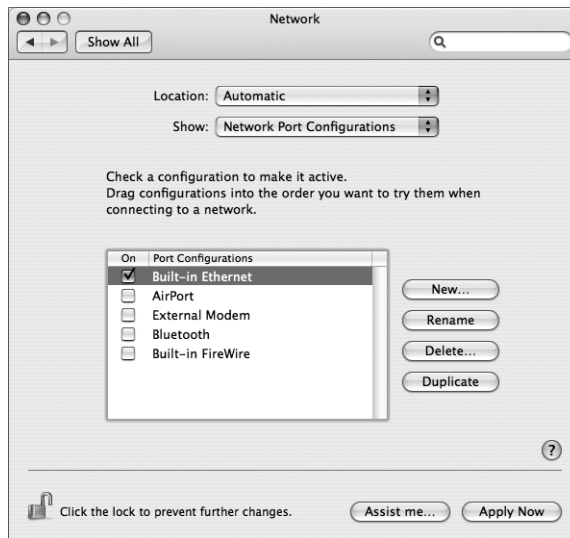 Network
Show All
Location: Automatic
Show: Network Port Configurations
Check a configuration to make it active.
Drag configurations into the order you want to try them when
connecting to a network.
On Port Configurations
Built-in Ethernet
AirPort
External Modem
Bluetooth
Built-in FireWire
New...
Rename
Delete...
Duplicate
?
Click the lock to prevent further changes.
Assist me...
Apply Now